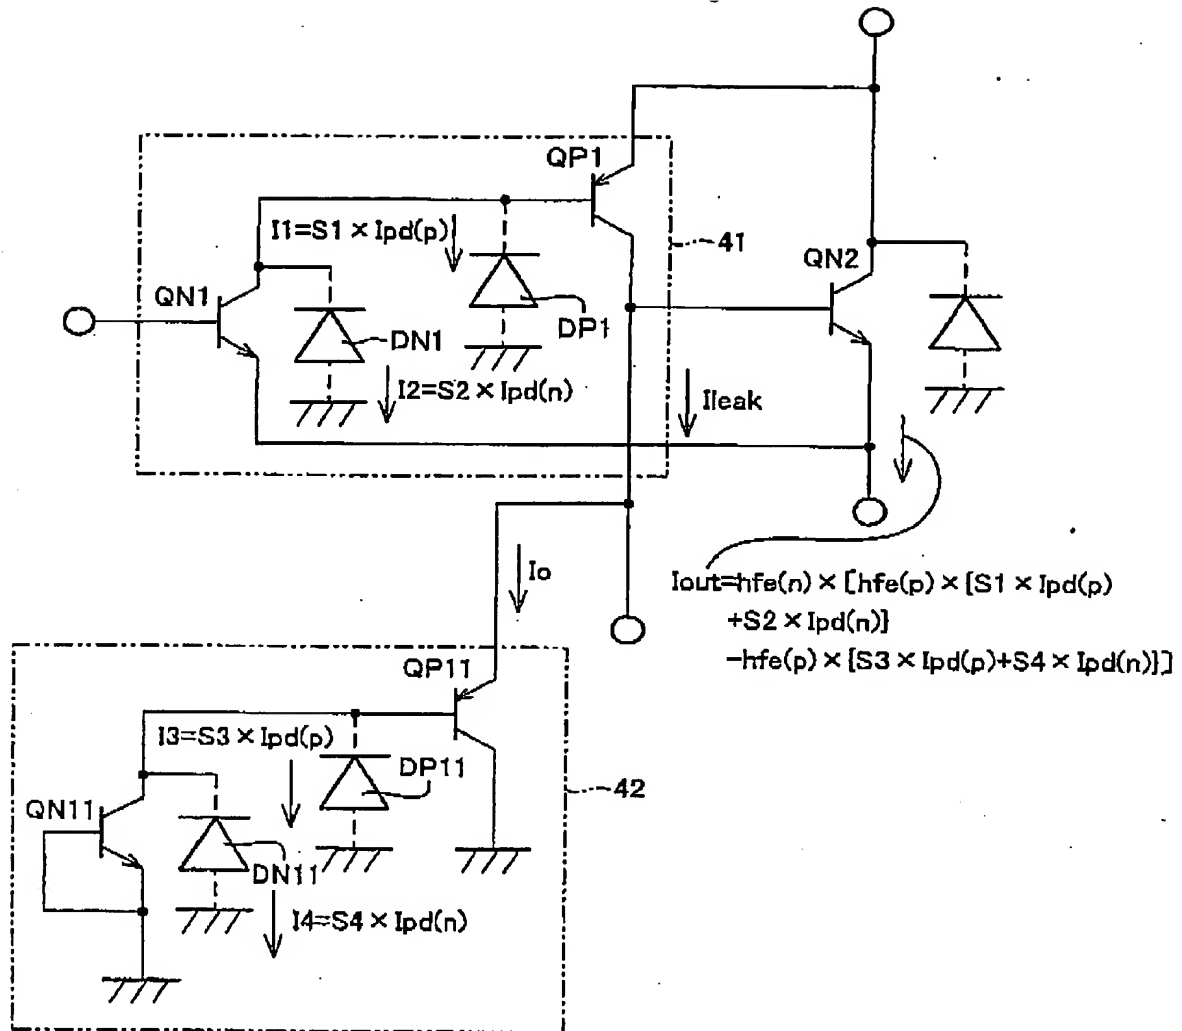 QP1
I1=S1×Ipd(p)
41
QN2
QN1
DP1
DN1
I2=S2×Ipd(n)
Ileak
Io
Iout=hfe(n)×[hfe(p)×[S1×Ipd(p)
+S2×Ipd(n)}
-hfe(p)×[S3×Ipd(p)+S4×Ipd(n)}]
QP11
I3=S3×Ipd(p)
DP11
42
QN11
DN11
I4=S4×Ipd(n)